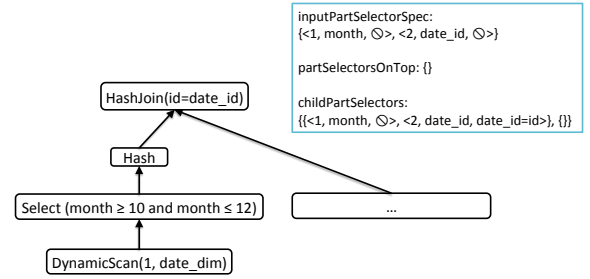 inputPartSelectorSpec:
{<1, month, 🛇>, <2, date_id, 🛇>}
partSelectorsOnTop: {}
childPartSelectors:
{{<1, month, 🛇>, <2, date_id, date_id=id>}, {}}
HashJoin(id=date_id)
Hash
Select (month ≥ 10 and month ≤ 12)
...
DynamicScan(1, date_dim)